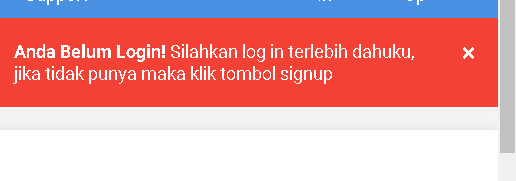 Anda Belum Login! Silahkan log in terlebih dahuku,
jika tidak punya maka klik tombol signup